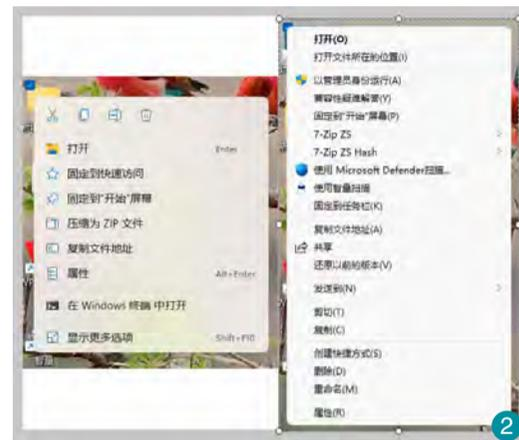 打开 Enter
固定到快速访问
固定到"开始"屏幕
压缩为 ZIP 文件
复制文件地址
属性 Alt+Enter
在 Windows 终端 中打开
显示更多选项 Shift+F10
打开(O)
打开文件所在的位置(I)
以管理员身份运行(A)
兼容性疑难解答(Y)
固定到"开始"屏幕(P)
7-Zip ZS
7-Zip ZS Hash
使用 Microsoft Defender扫描...
使用智量扫描
固定到任务栏(K)
复制文件地址(A)
共享
还原以前的版本(V)
发送到(N)
剪切(T)
复制(C)
创建快捷方式(S)
删除(D)
重命名(M)
属性(R)
2